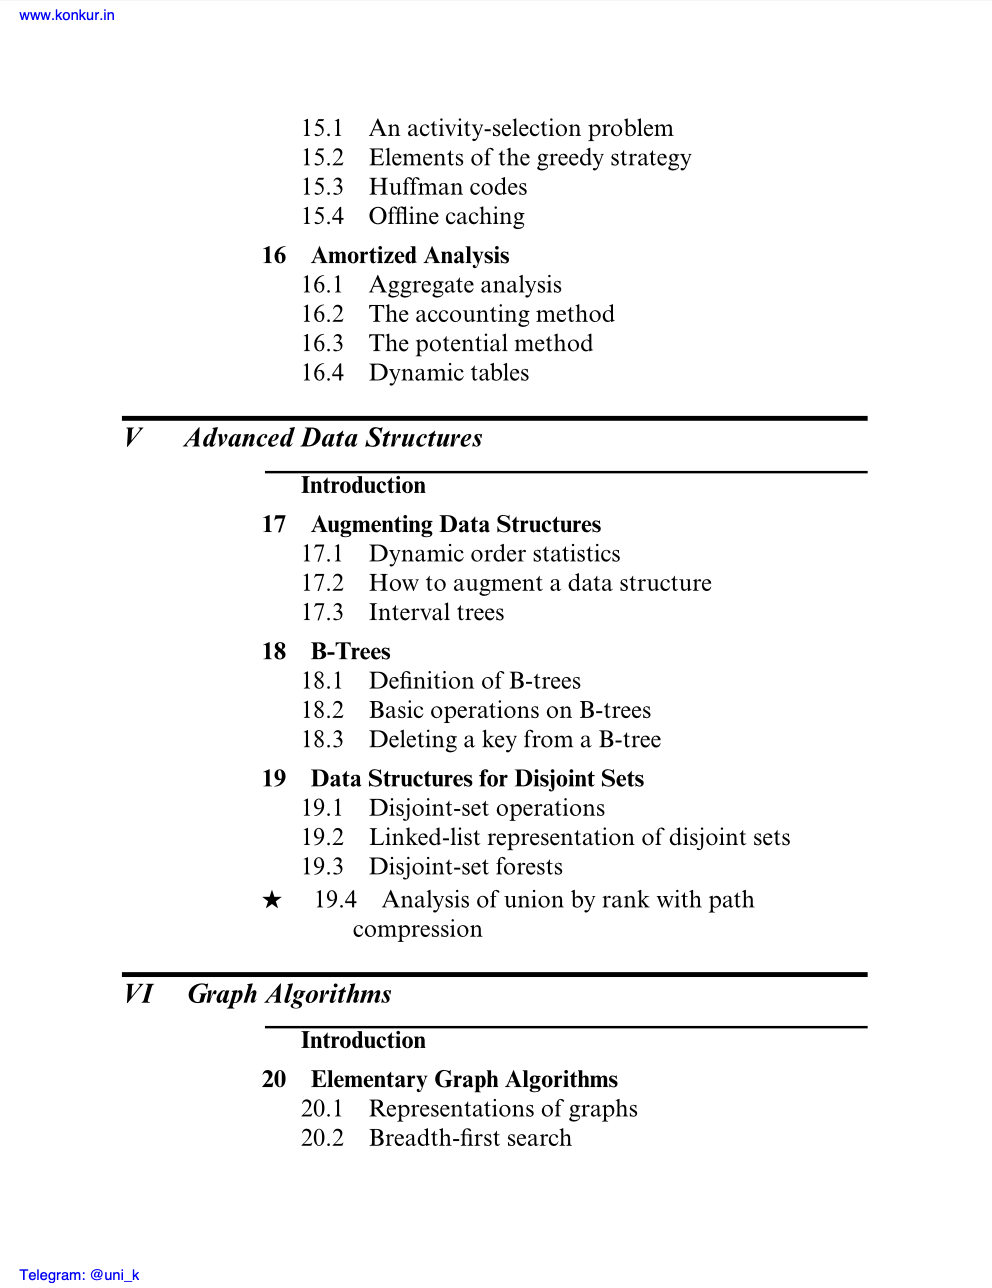 www.konkur.in
15.1 An activity-selection problem
15.2 Elements of the greedy strategy
15.3 Huffman codes
15.4 Offline caching
16 Amortized Analysis
16.1 Aggregate analysis
16.2 The accounting method
16.3 The potential method
16.4 Dynamic tables
V Advanced Data Structures
Introduction
17 Augmenting Data Structures
17.1 Dynamic order statistics
17.2 How to augment a data structure
17.3 Interval trees
18 B-Trees
18.1 Definition of B-trees
18.2 Basic operations on B-trees
18.3 Deleting a key from a B-tree
19 Data Structures for Disjoint Sets
19.1 Disjoint-set operations
19.2 Linked-list representation of disjoint sets
19.3 Disjoint-set forests
★ 19.4 Analysis of union by rank with path
compression
VI Graph Algorithms
Introduction
20 Elementary Graph Algorithms
20.1 Representations of graphs
20.2 Breadth-first search
Telegram: @uni_k